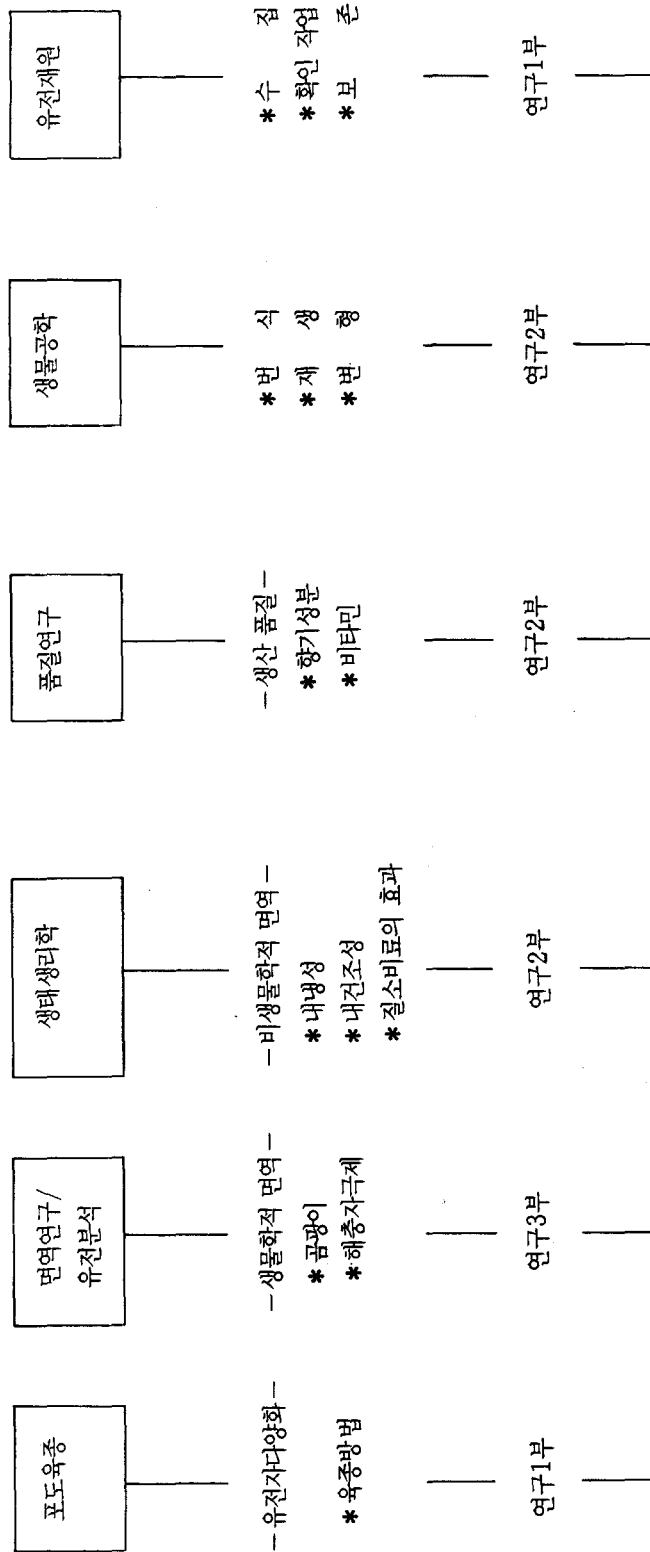 포도육종
－유전자다양화－
*육종방법
연구1부
면역연구/
유전분석
－생물학적 면역－
*곰팡이
*해충자극제
연구3부
생태생리학
－비생물학적 면역－
*내냉성
*내건조성
*질소비료의 효과
연구2부
품질연구
－생산 품질－
*향기성분
*비타민
연구2부
생물공학
*번 식
*재 생
*변 형
연구2부
유전재원
*수 집
*확인 작업
*보 존
연구1부